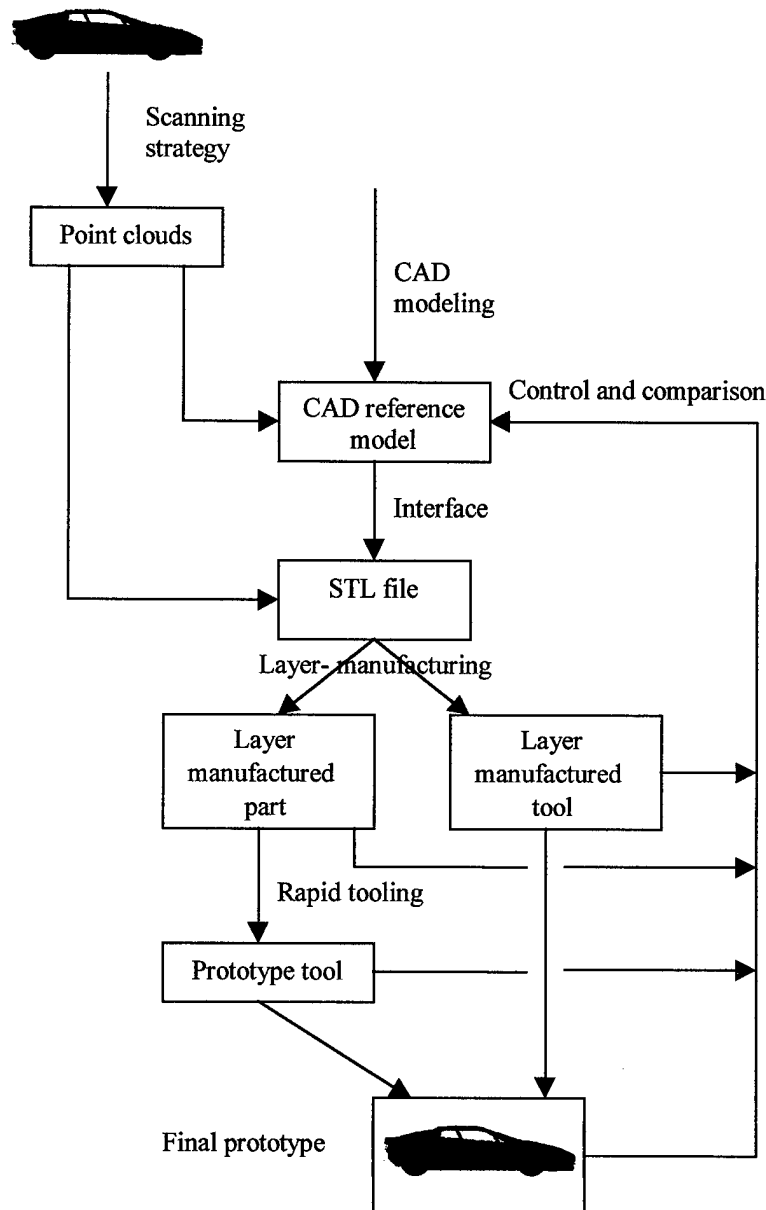 Scanning
strategy
Point clouds
CAD
modeling
Control and comparison
CAD reference
model
Interface
STL file
Layer- manufacturing
Layer
manufactured
part
Layer
manufactured
tool
Rapid tooling
Prototype tool
Final prototype